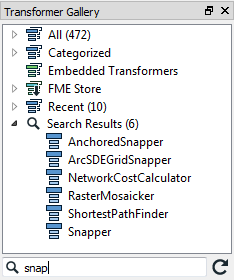 Transformer Gallery
All (472)
Categorized
Embedded Transformers
FME Store
Recent (10)
Search Results (6)
AnchoredSnapper
ArcSDEGridSnapper
NetworkCostCalculator
RasterMosaicker
ShortestPathFinder
Snapper
snap